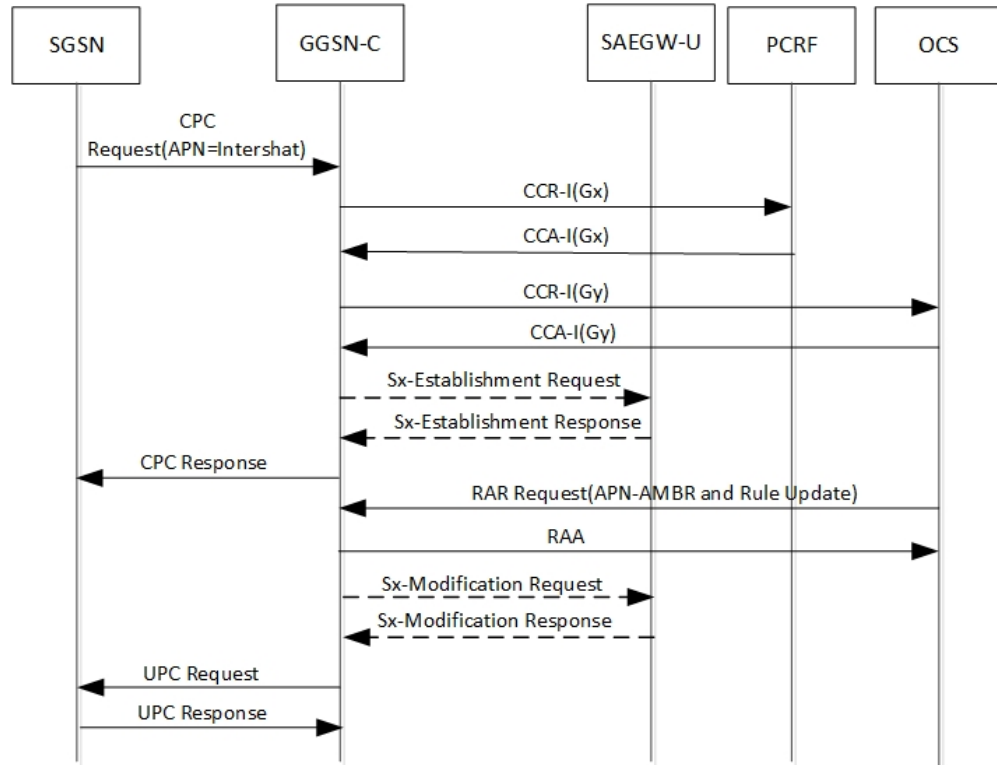 SGSN
GGSN-C
SAEGW-U
PCRF
OCS
CPC
Request(APN=Intershat)
CCR-I(Gx)
CCA-I(Gx)
CCR-I(Gy)
CCA-I(Gy)
Sx-Establishment Request
Sx-Establishment Response
CPC Response
RAR Request(APN-AMBR and Rule Update)
RAA
Sx-Modification Request
Sx-Modification Response
UPC Request
UPC Response